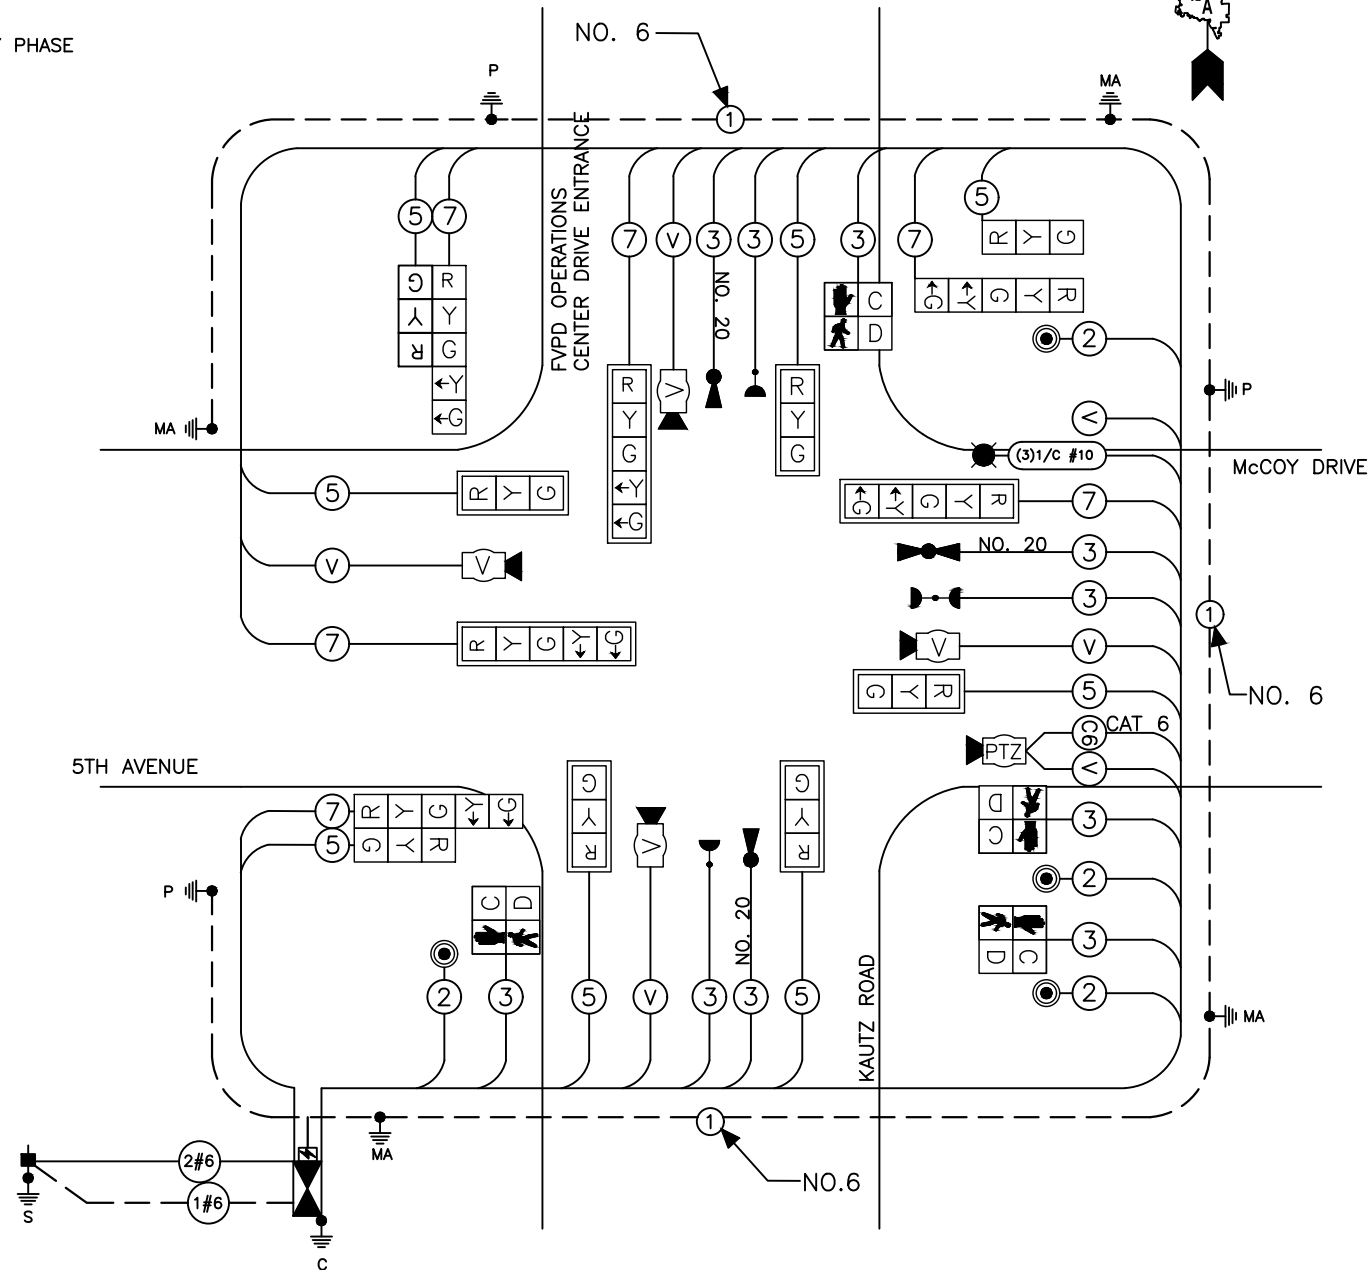 PHASE
NO. 6
A
P
MA
1
FVPD OPERATIONS
CENTER DRIVE ENTRANCE
5 7
7 V 3 3 5 3 7
5
R Y G
G R
Y Y
R G
←Y
←G
NO. 20
C
D
←G ←Y G Y R
2
P
MA
R
Y
G
←Y
←G
V
R
Y
G
V
(3)1/C #10
McCOY DRIVE
5
R Y G
←G ←Y G Y R
7
NO. 20
3
V
V
3
1
7
R Y G ←Y ←G
V
V
G Y R
5
NO. 6
C6
CAT 6
PTZ
V
5TH AVENUE
7 R Y G ←Y ←G
5 G Y R
G
Y
R
V
G
Y
R
D
C
3
2
P
C D
NO. 20
3
C
D
2 3 5 V 3 3 5
2
KAUTZ ROAD
MA
1
MA
2#6
1#6
NO.6
S
C